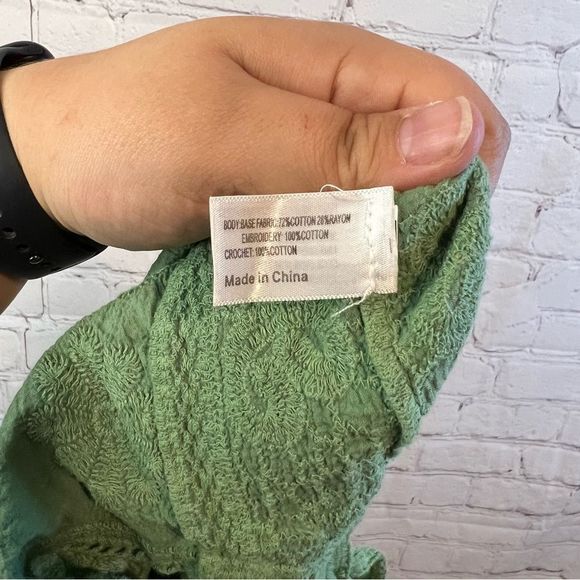 BODY:BASE FABRIC:72%COTTON 28%RAYON
EMBROIDERY: 100%COTTON
CROCHET:100%COTTON
Made in China